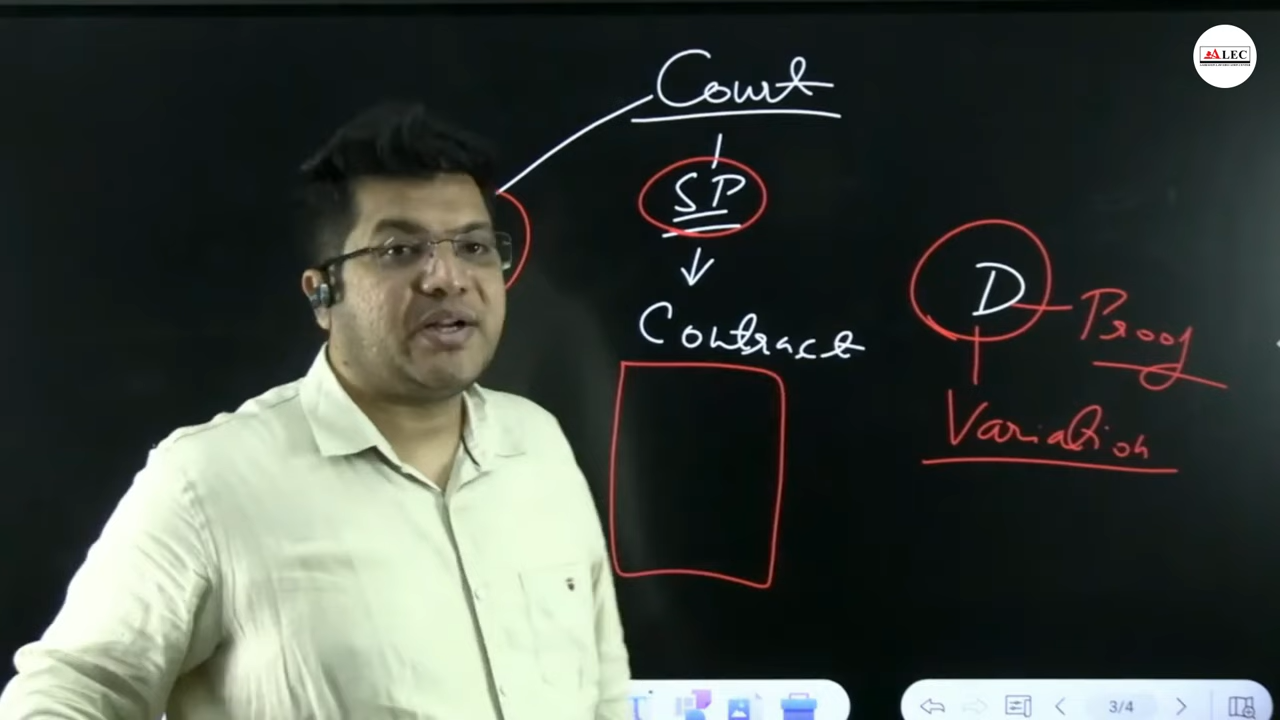 ALEC
Court
SP
Contract
D
Proof
Variation
3/4